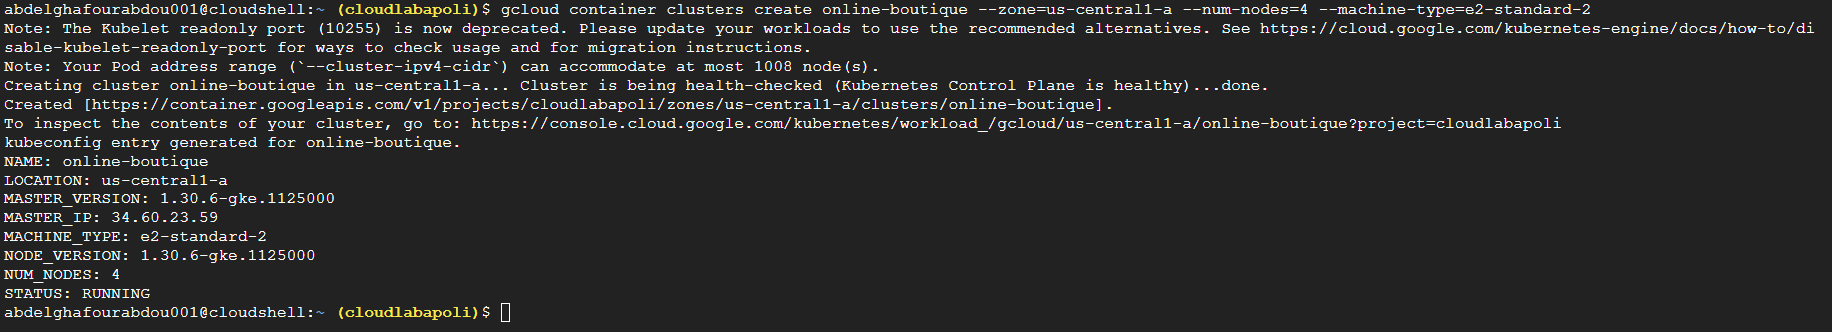 abdelghafourabdou001@cloudshell:~ (cloudlabapoli)$ gcloud container clusters create online-boutique --zone=us-central1-a --num-nodes=4 --machine-type=e2-standard-2
Note: The Kubelet readonly port (10255) is now deprecated. Please update your workloads to use the recommended alternatives. See https://cloud.google.com/kubernetes-engine/docs/how-to/di
sable-kubelet-readonly-port for ways to check usage and for migration instructions.
Note: Your Pod address range (`--cluster-ipv4-cidr`) can accommodate at most 1008 node(s).
Creating cluster online-boutique in us-central1-a... Cluster is being health-checked (Kubernetes Control Plane is healthy)...done.
Created [https://container.googleapis.com/v1/projects/cloudlabapoli/zones/us-central1-a/clusters/online-boutique].
To inspect the contents of your cluster, go to: https://console.cloud.google.com/kubernetes/workload_/gcloud/us-central1-a/online-boutique?project=cloudlabapoli
kubeconfig entry generated for online-boutique.
NAME: online-boutique
LOCATION: us-central1-a
MASTER_VERSION: 1.30.6-gke.1125000
MASTER_IP: 34.60.23.59
MACHINE_TYPE: e2-standard-2
NODE_VERSION: 1.30.6-gke.1125000
NUM_NODES: 4
STATUS: RUNNING
abdelghafourabdou001@cloudshell:~ (cloudlabapoli)$